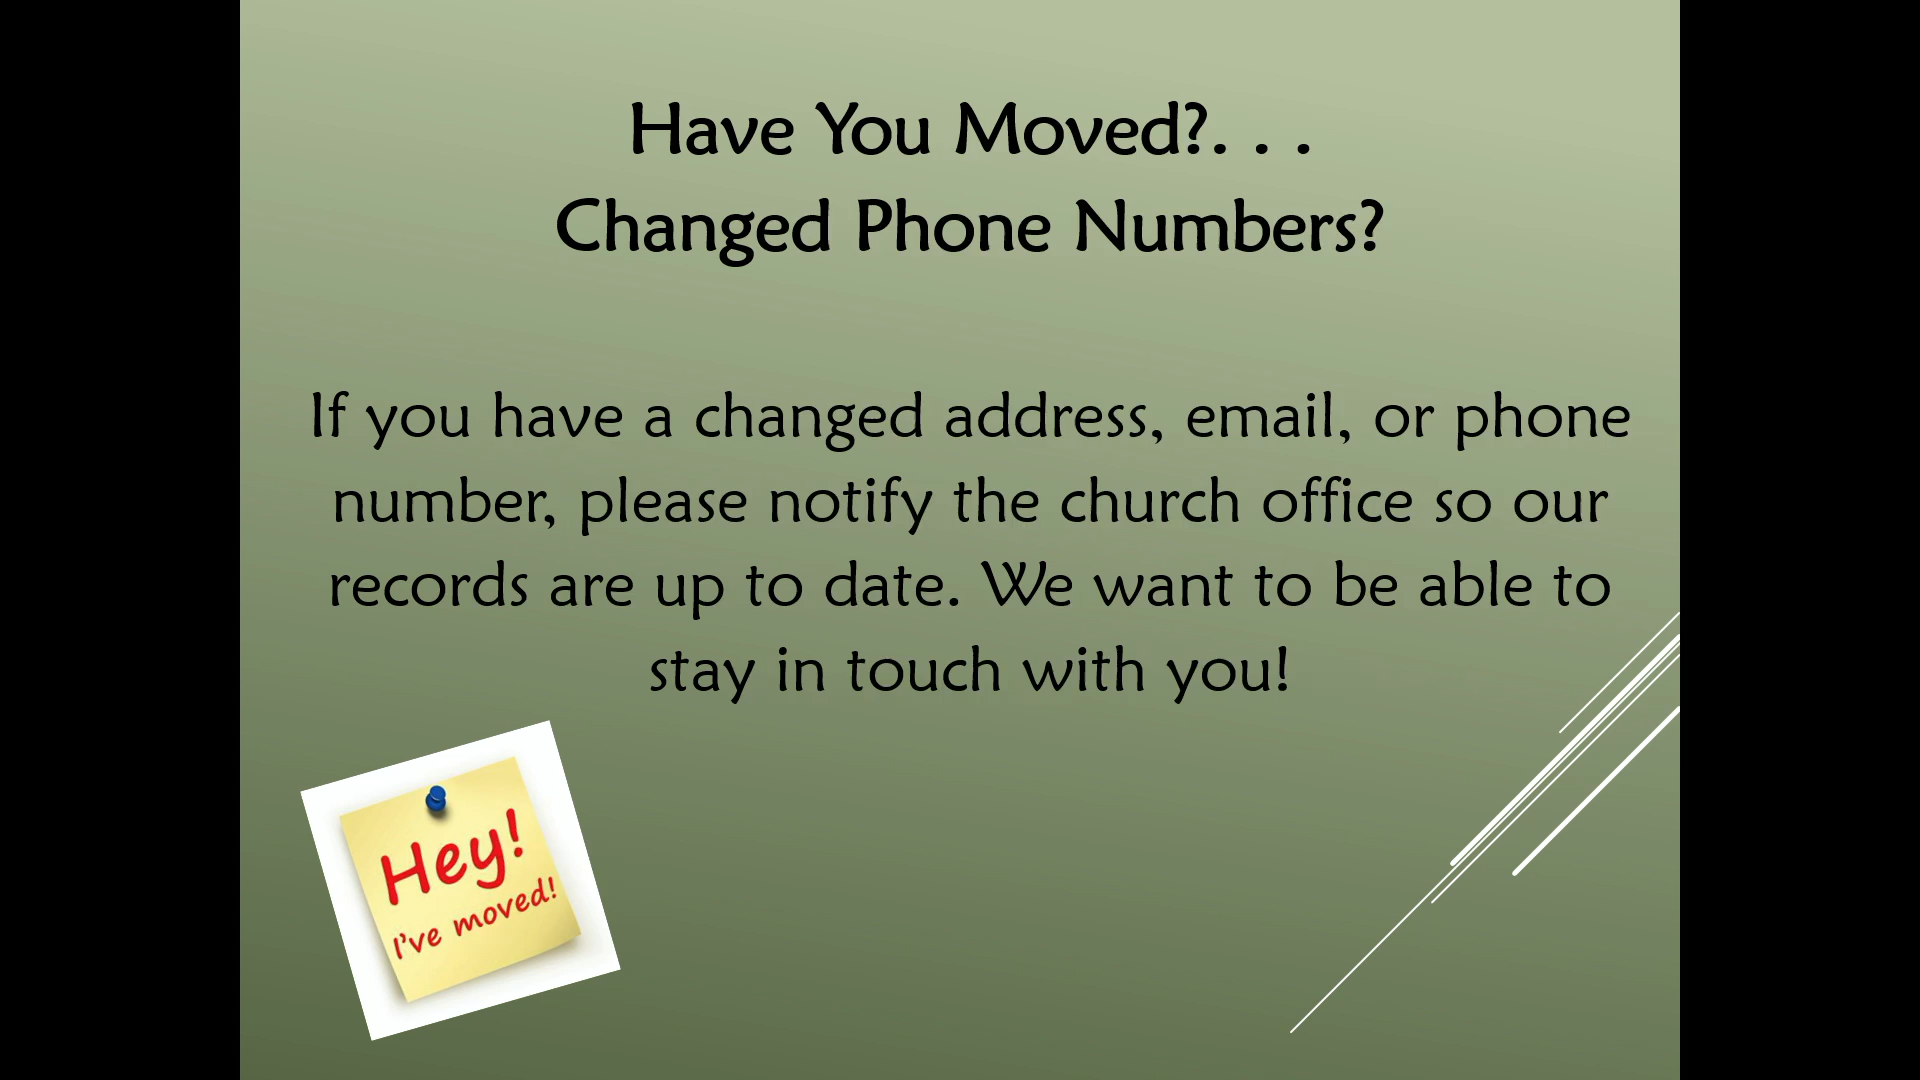 Have You Moved?. . .
Changed Phone Numbers?
If you have a changed address, email, or phone
number, please notify the church office so our
records are up to date. We want to be able to
stay in touch with you!
Hey!
I've moved!